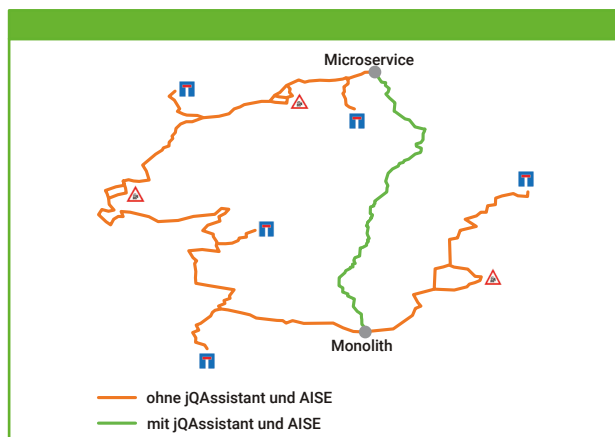 Microservice
Monolith
ohne jQAssistant und AISE
mit jQAssistant und AISE